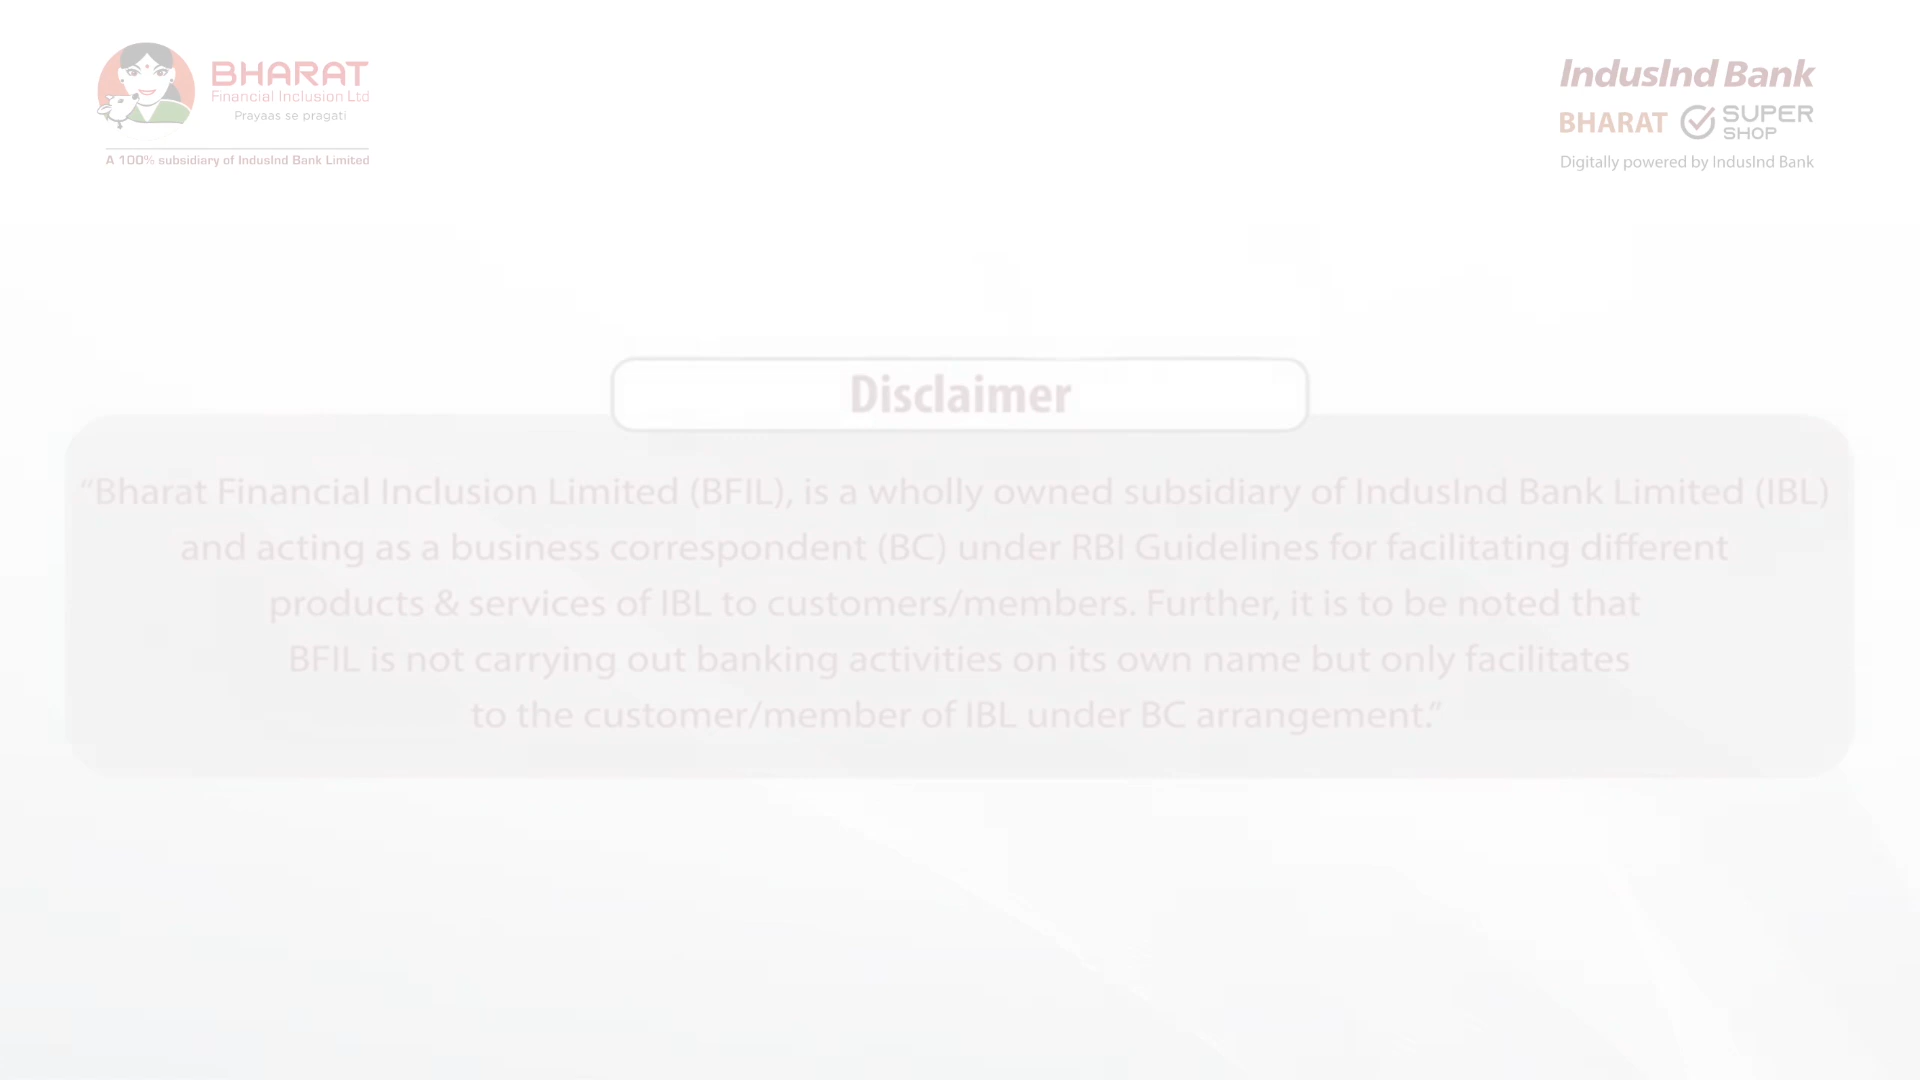 BHARAT
Financial Inclusion Ltd
Prayaas se pragati
A 100% subsidiary of IndusInd Bank Limited
IndusInd Bank
BHARAT SUPER SHOP
Digitally powered by IndusInd Bank
Disclaimer
“Bharat Financial Inclusion Limited (BFIL), is a wholly owned subsidiary of IndusInd Bank Limited (IBL)
and acting as a business correspondent (BC) under RBI Guidelines for facilitating different
products & services of IBL to customers/members. Further, it is to be noted that
BFIL is not carrying out banking activities on its own name but only facilitates
to the customer/member of IBL under BC arrangement.”